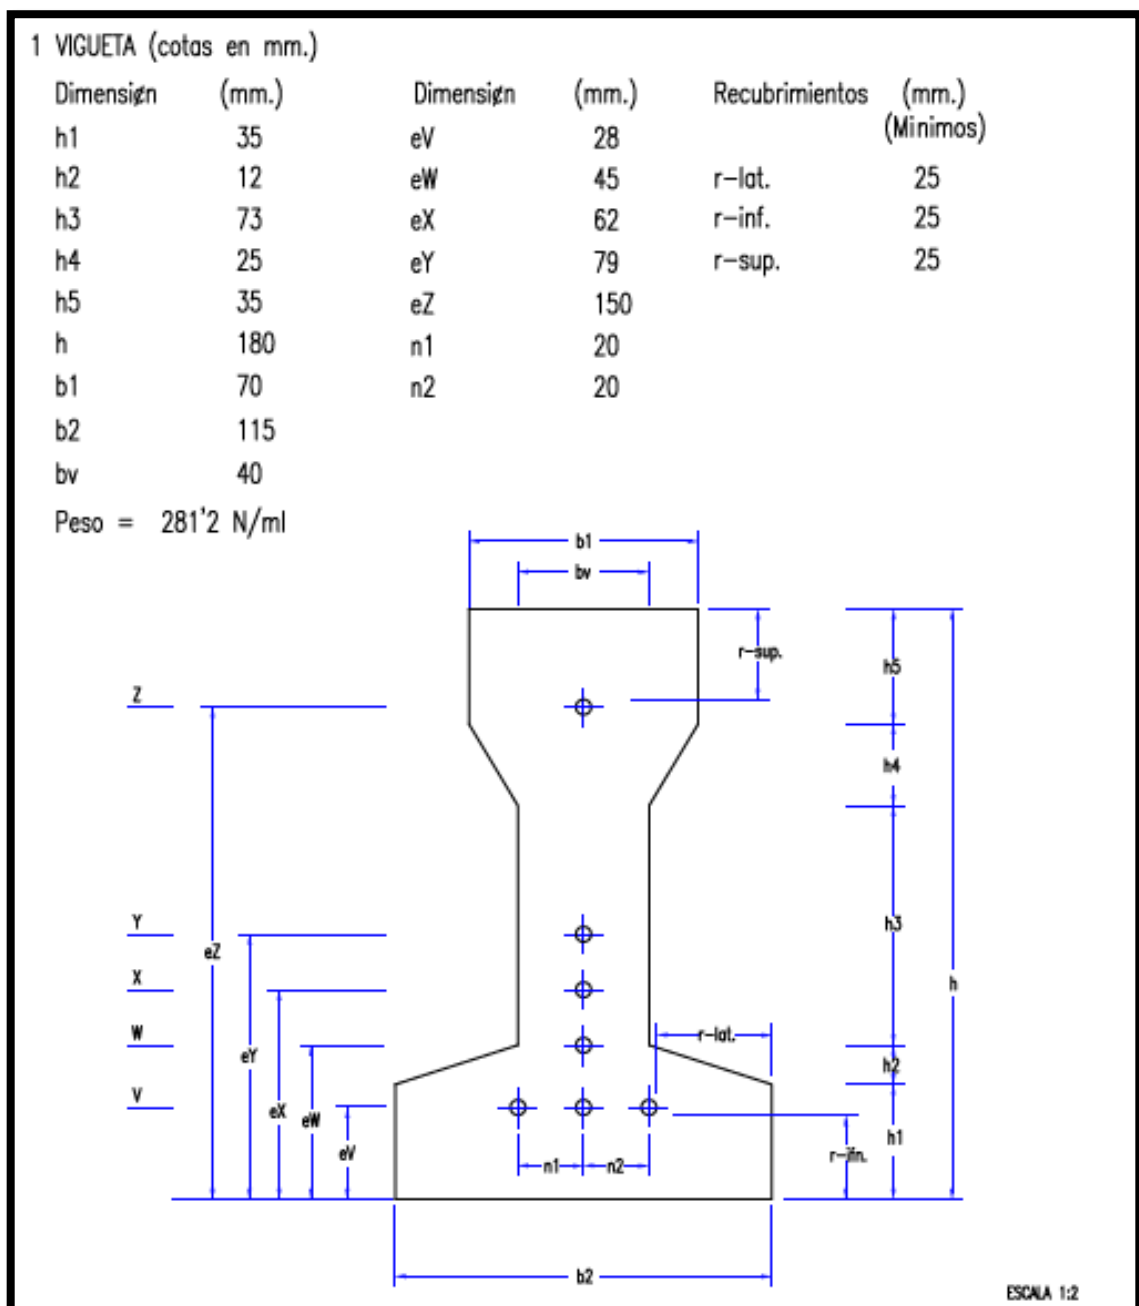 1 VIGUETA (cotas en mm.)
Dimensi¢n (mm.) Dimensi¢n (mm.) Recubrimientos (mm.)
(Minimos)
h1 35 eV 28
h2 12 eW 45 r-lat. 25
h3 73 eX 62 r-inf. 25
h4 25 eY 79 r-sup. 25
h5 35 eZ 150
h 180 n1 20
b1 70 n2 20
b2 115
bv 40
Peso = 281'2 N/ml
b1
bv
r-sup.
h5
Z
h4
Y
h3
eZ
X
h
W
r-lat.
eY
h2
V
eX
eW
h1
eV
r-ifn.
n1 n2
b2
ESCALA 1:2